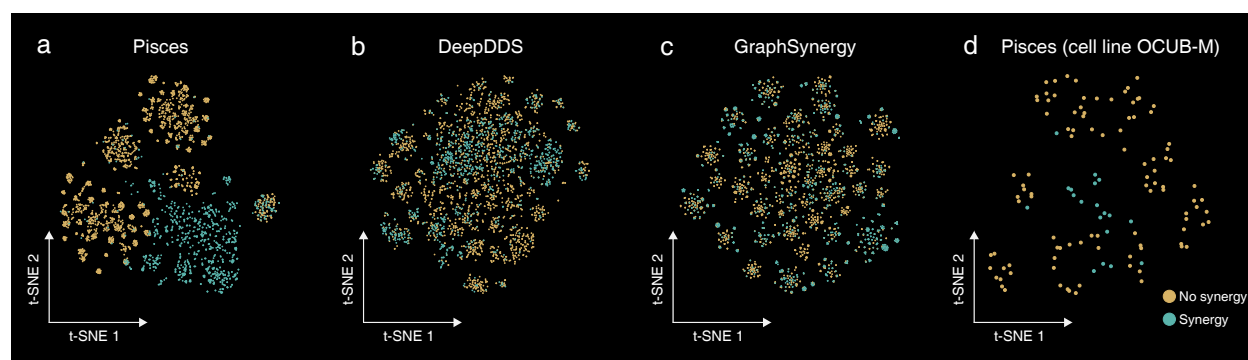 a Pisces
b DeepDDS
c GraphSynergy
d Pisces (cell line OCUB-M)
t-SNE 2
t-SNE 1
t-SNE 2
t-SNE 1
t-SNE 2
t-SNE 1
t-SNE 2
t-SNE 1
No synergy
Synergy